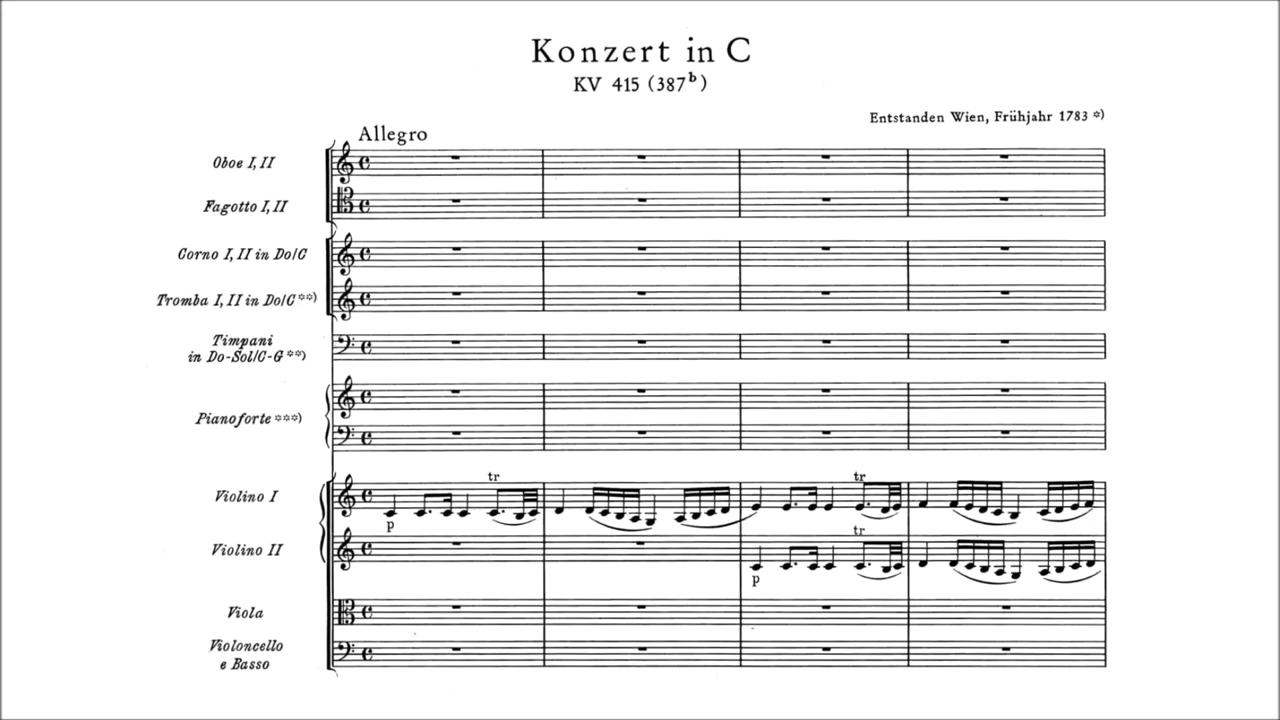 Konzert in C
KV 415 (387ᵇ)
Entstanden Wien, Frühjahr 1783 *)
Allegro
Oboe I, II
Fagotto I, II
Corno I, II in Do/C
Tromba I, II in Do/C **)
Timpani
in Do-Sol/C-G **)
Pianoforte ***)
tr
tr
Violino I
p
tr
Violino II
p
Viola
Violoncello
e Basso